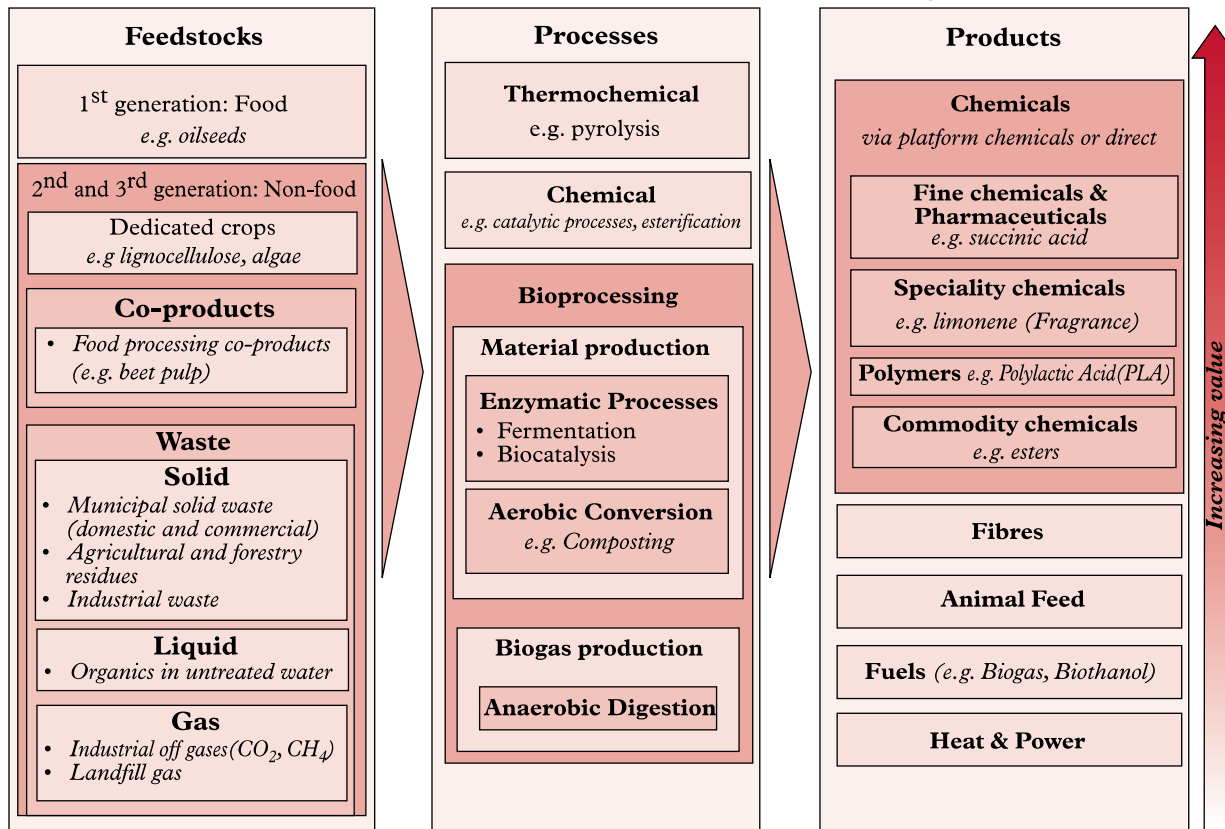 Feedstocks
1st generation: Food
e.g. oilseeds
2nd and 3rd generation: Non-food
Dedicated crops
e.g lignocellulose, algae
Co-products
• Food processing co-products
(e.g. beet pulp)
Waste
Solid
• Municipal solid waste
(domestic and commercial)
• Agricultural and forestry
residues
• Industrial waste
Liquid
• Organics in untreated water
Gas
• Industrial off gases(CO2, CH4)
• Landfill gas
Processes
Thermochemical
e.g. pyrolysis
Chemical
e.g. catalytic processes, esterification
Bioprocessing
Material production
Enzymatic Processes
• Fermentation
• Biocatalysis
Aerobic Conversion
e.g. Composting
Biogas production
Anaerobic Digestion
Products
Chemicals
via platform chemicals or direct
Fine chemicals &
Pharmaceuticals
e.g. succinic acid
Speciality chemicals
e.g. limonene (Fragrance)
Polymers e.g. Polylactic Acid(PLA)
Commodity chemicals
e.g. esters
Fibres
Animal Feed
Fuels (e.g. Biogas, Biothanol)
Heat & Power
Increasing value